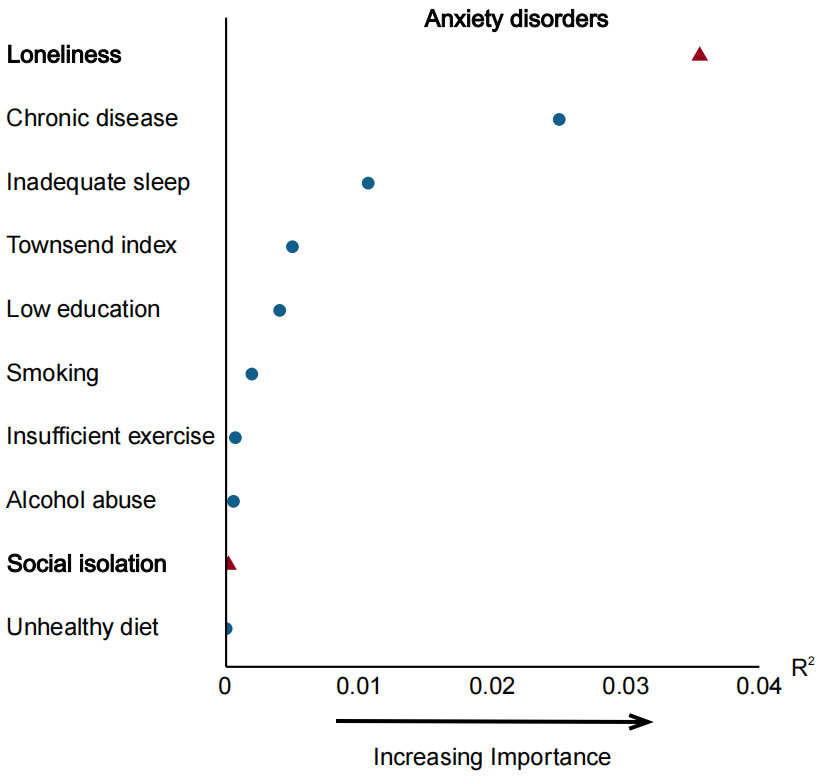 Anxiety disorders
Loneliness
Chronic disease
Inadequate sleep
Townsend index
Low education
Smoking
Insufficient exercise
Alcohol abuse
Social isolation
Unhealthy diet
0 0.01 0.02 0.03 0.04 R²
Increasing Importance